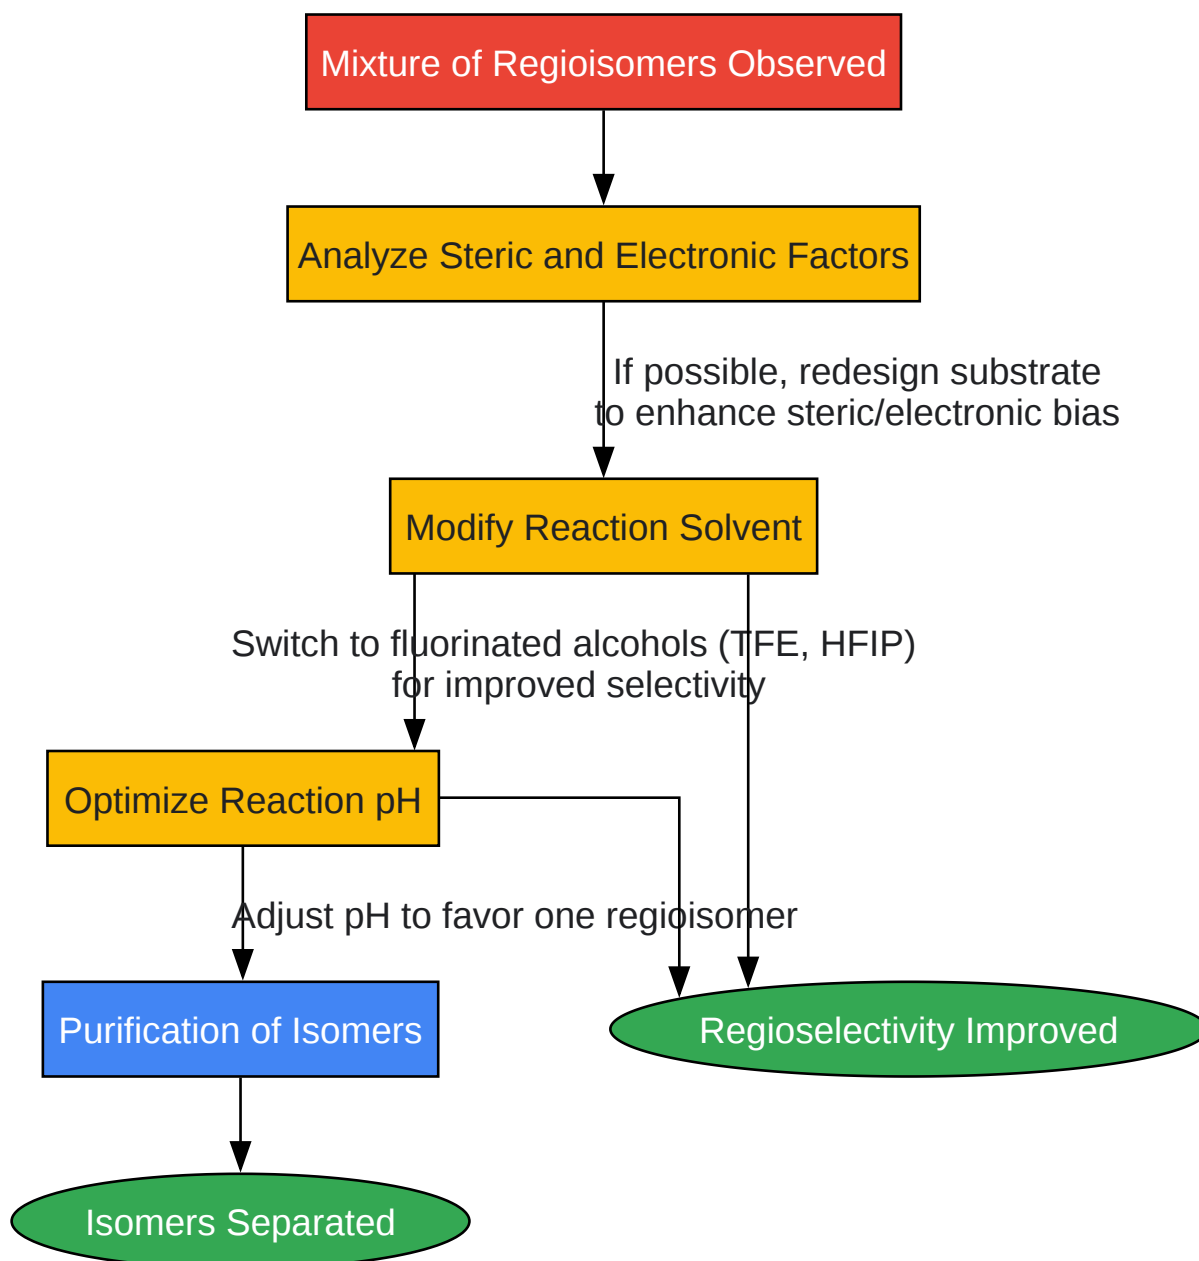 Mixture of Regioisomers Observed
Analyze Steric and Electronic Factors
If possible, redesign substrate
to enhance steric/electronic bias
Modify Reaction Solvent
Switch to fluorinated alcohols (TFE, HFIP)
for improved selectivity
Optimize Reaction pH
Adjust pH to favor one regioisomer
Purification of Isomers
Regioselectivity Improved
Isomers Separated